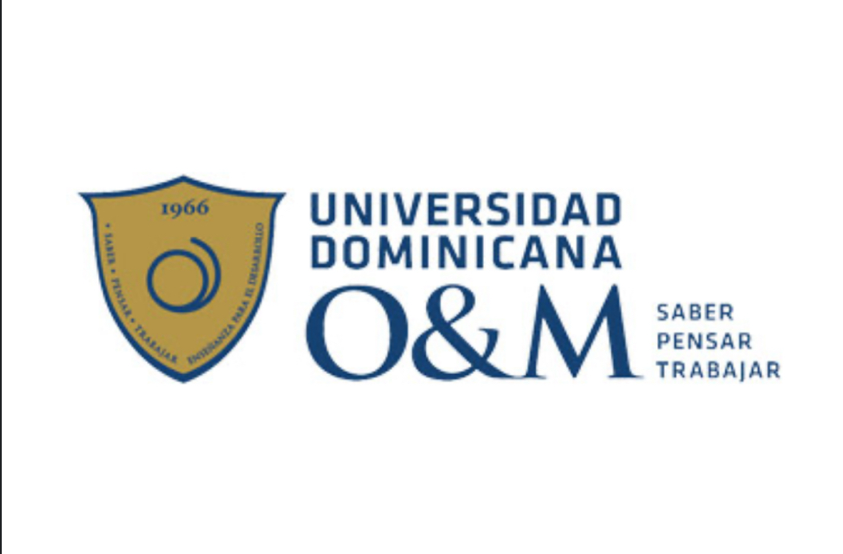 1966
• SABER • PENSAR • TRABAJAR
ENSEÑANZA PARA EL DESARROLLO
UNIVERSIDAD
DOMINICANA
O&M
SABER
PENSAR
TRABAJAR